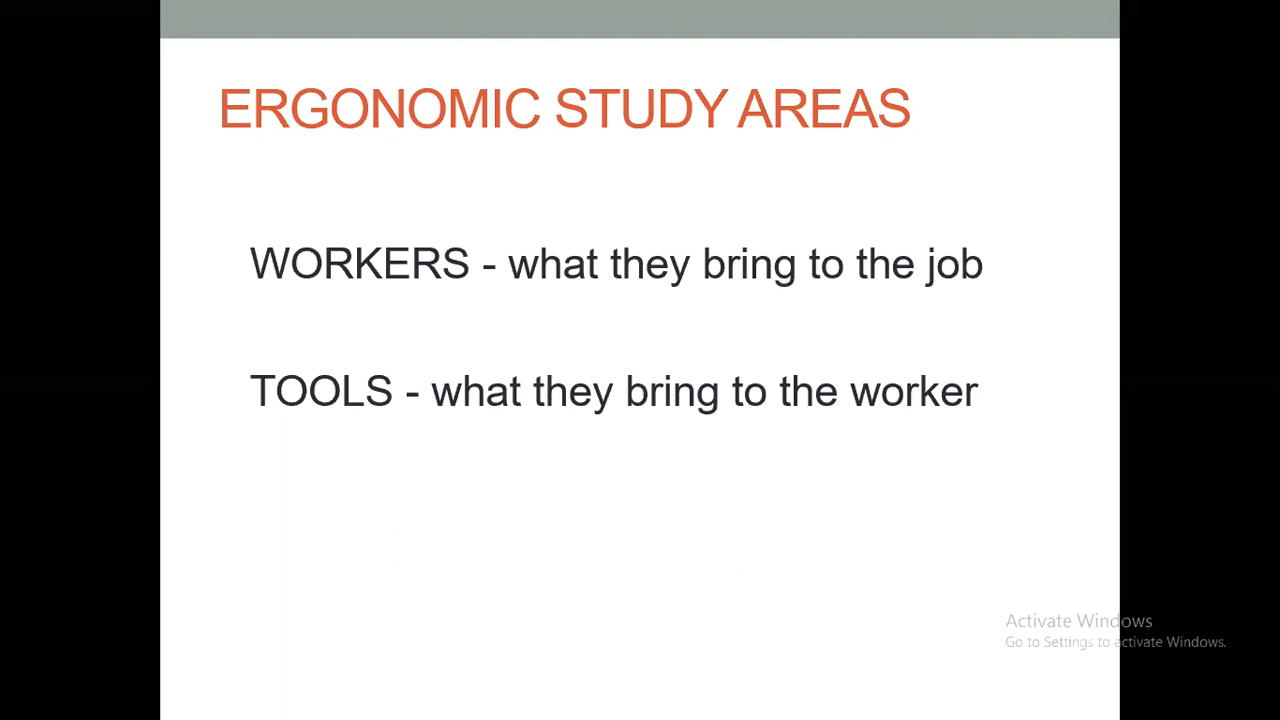 ERGONOMIC STUDY AREAS
WORKERS - what they bring to the job
TOOLS - what they bring to the worker
Activate Windows
Go to Settings to activate Windows.